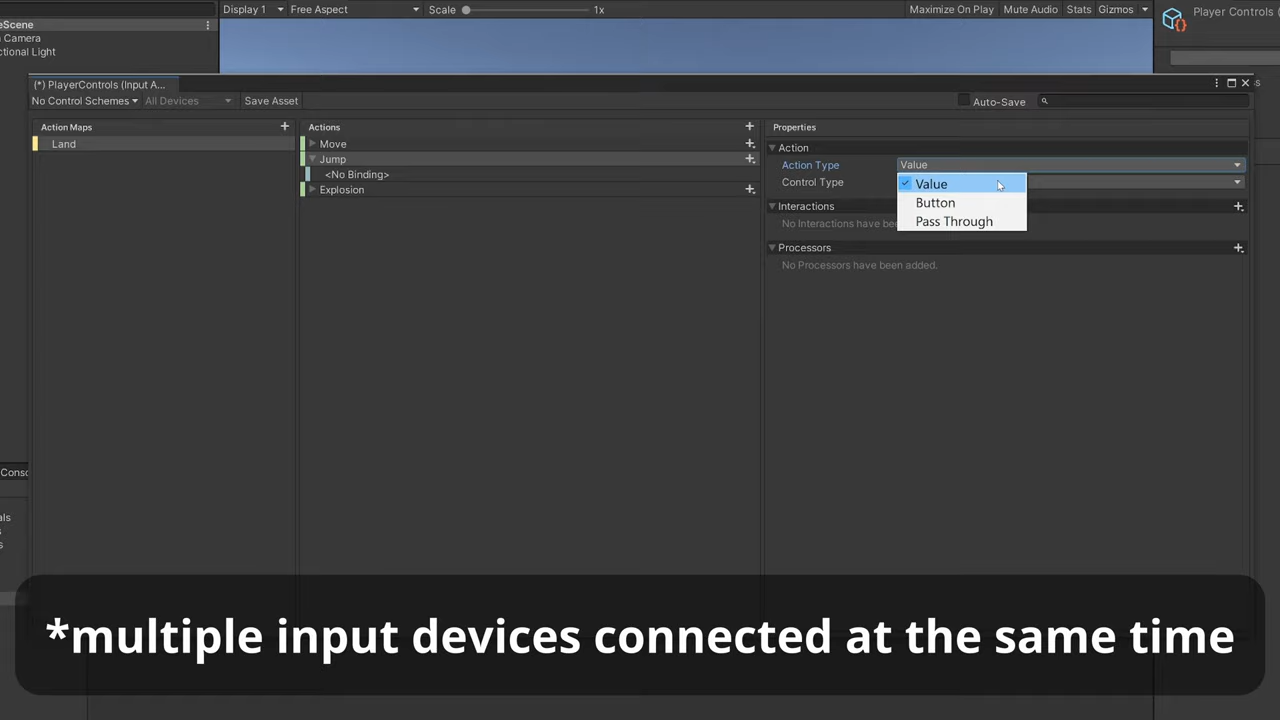 Display 1
Free Aspect
Scale
1x
Maximize On Play
Mute Audio
Stats
Gizmos
Player Controls (
eScene
Camera
ctional Light
(*) PlayerControls (Input A...
No Control Schemes
All Devices
Save Asset
Auto-Save
Action Maps
Land
Actions
Move
Jump
<No Binding>
Explosion
Properties
Action
Action Type
Value
Control Type
Value
Button
Pass Through
Interactions
No Interactions have bee
Processors
No Processors have been added.
Conso
als
s
s
*multiple input devices connected at the same time